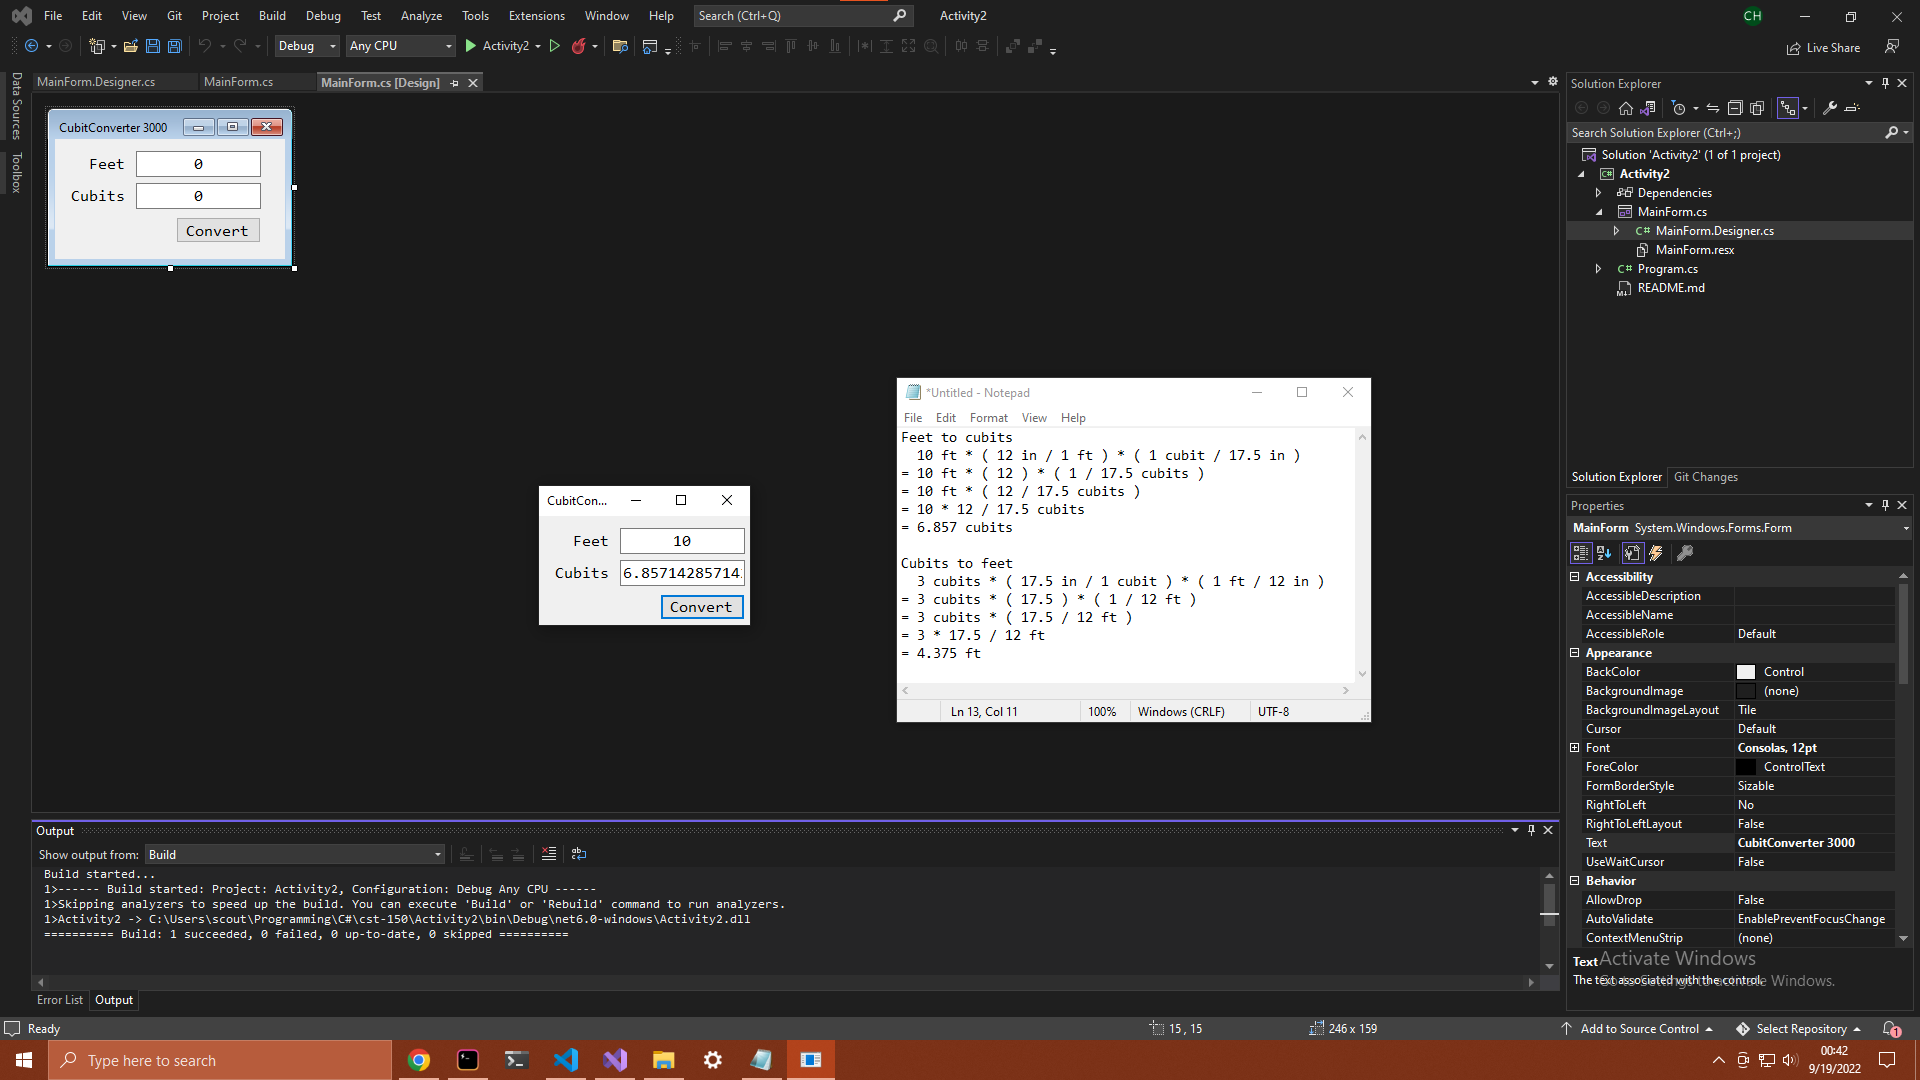 File Edit View Git Project Build Debug Test Analyze Tools Extensions Window Help Search (Ctrl+Q) Activity2 CH
Debug Any CPU Activity2 Live Share
MainForm.Designer.cs MainForm.cs MainForm.cs [Design]
Data Sources
Toolbox
CubitConverter 3000
Feet 0
Cubits 0
Convert
CubitCon...
Feet 10
Cubits 6.85714285714
Convert
*Untitled - Notepad
File Edit Format View Help
Feet to cubits
10 ft * ( 12 in / 1 ft ) * ( 1 cubit / 17.5 in )
= 10 ft * ( 12 ) * ( 1 / 17.5 cubits )
= 10 ft * ( 12 / 17.5 cubits )
= 10 * 12 / 17.5 cubits
= 6.857 cubits
Cubits to feet
3 cubits * ( 17.5 in / 1 cubit ) * ( 1 ft / 12 in )
= 3 cubits * ( 17.5 ) * ( 1 / 12 ft )
= 3 cubits * ( 17.5 / 12 ft )
= 3 * 17.5 / 12 ft
= 4.375 ft
Ln 13, Col 11 100% Windows (CRLF) UTF-8
Solution Explorer
Search Solution Explorer (Ctrl+;)
Solution 'Activity2' (1 of 1 project)
Activity2
Dependencies
MainForm.cs
C# MainForm.Designer.cs
MainForm.resx
C# Program.cs
README.md
Solution Explorer Git Changes
Properties
MainForm System.Windows.Forms.Form
Accessibility
AccessibleDescription
AccessibleName
AccessibleRole Default
Appearance
BackColor Control
BackgroundImage (none)
BackgroundImageLayout Tile
Cursor Default
Font Consolas, 12pt
ForeColor ControlText
FormBorderStyle Sizable
RightToLeft No
RightToLeftLayout False
Text CubitConverter 3000
UseWaitCursor False
Behavior
AllowDrop False
AutoValidate EnablePreventFocusChange
ContextMenuStrip (none)
Text
The text associated with the control.
Activate Windows
Go to Settings to activate Windows.
Output
Show output from: Build
Build started...
1>------ Build started: Project: Activity2, Configuration: Debug Any CPU ------
1>Skipping analyzers to speed up the build. You can execute 'Build' or 'Rebuild' command to run analyzers.
1>Activity2 -> C:\Users\scout\Programming\C#\cst-150\Activity2\bin\Debug\net6.0-windows\Activity2.dll
========== Build: 1 succeeded, 0 failed, 0 up-to-date, 0 skipped ==========
Error List Output
Ready 15 , 15 246 x 159 Add to Source Control Select Repository 1
Type here to search
00:42
9/19/2022